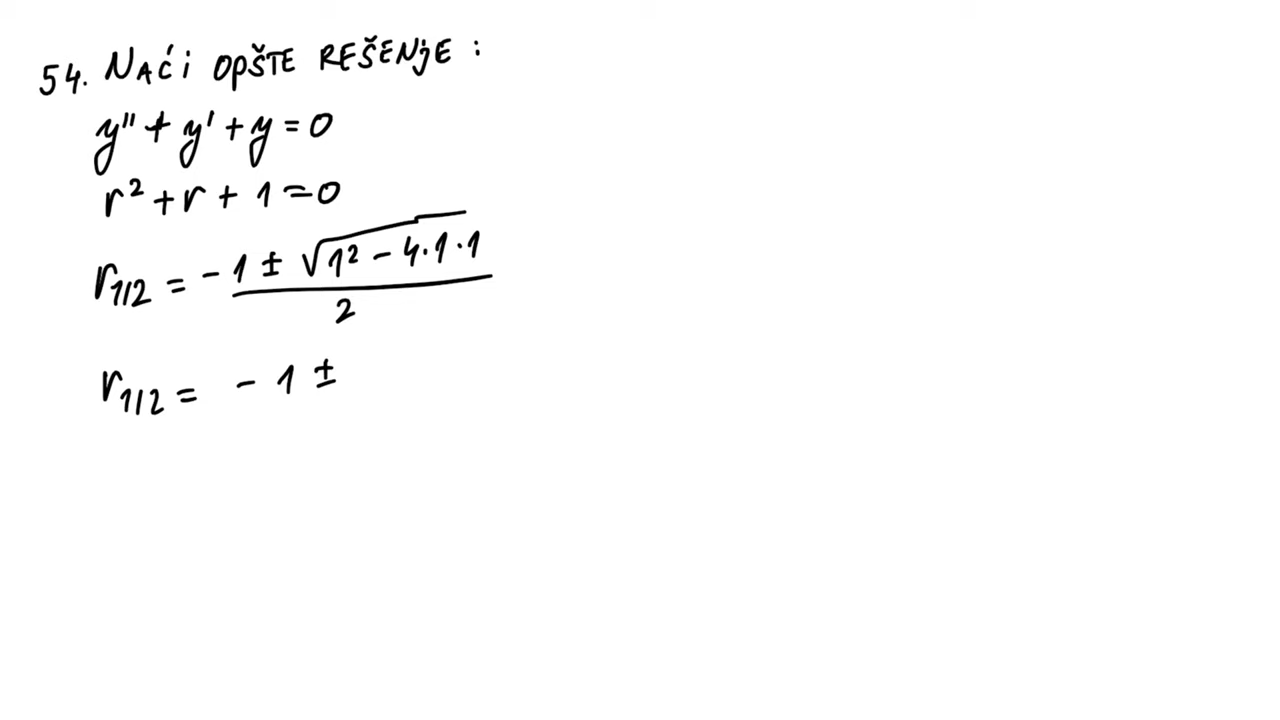 54. NAĆI OPŠTE REŠENjE :
y'' + y' + y = 0
r² + r + 1 = 0
r₁/₂ = -1 ± √(1² - 4·1·1) / 2
r₁/₂ = - 1 ±